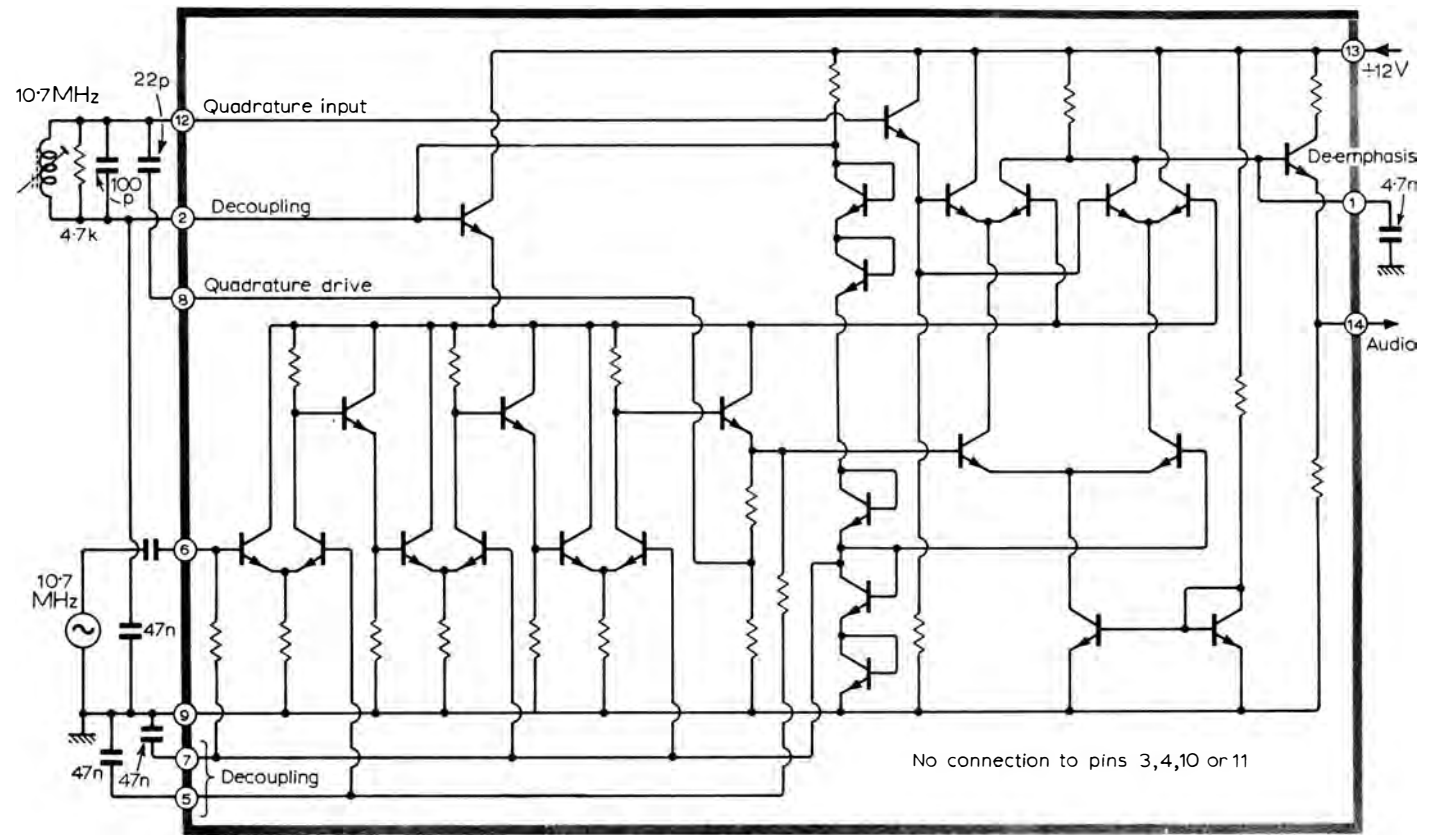 10·7MHz
22p
12
Quadrature input
13
÷12V
De-emphasis
4·7n
1
100
p
4·7k
2
Decoupling
8
Quadrature drive
14
Audio
6
10·7
MHz
47n
9
7
47n
47n
Decoupling
5
No connection to pins 3,4,10 or 11